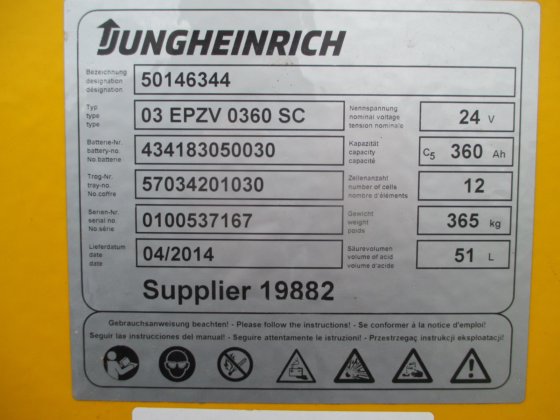 JUNGHEINRICH
Bezeichnung
designation
désignation
50146344
Typ
type
type
03 EPZV 0360 SC
Nennspannung
nominal voltage
tension nominale
24 V
Batterie-Nr.
battery-no.
No.batterie
434183050030
Kapazität
capacity
capacité
C5 360 Ah
Trog-Nr.
tray-no.
No.coffre
57034201030
Zellenanzahl
number of cells
nombre d'éléments
12
Serien-Nr.
serial no.
No.série
0100537167
Gewicht
weight
poids
365 kg
Lieferdatum
date
date
04/2014
Säurevolumen
volume of acid
volume d'acide
51 L
Supplier 19882
Gebrauchsanweisung beachten! - Please follow the instructions! - Se conformer à la notice d'emploi!
Seguir las instrucciones del manual! - Seguire attentamente le istruzioni! - Przestrzegać instrukcji eksploatacji!